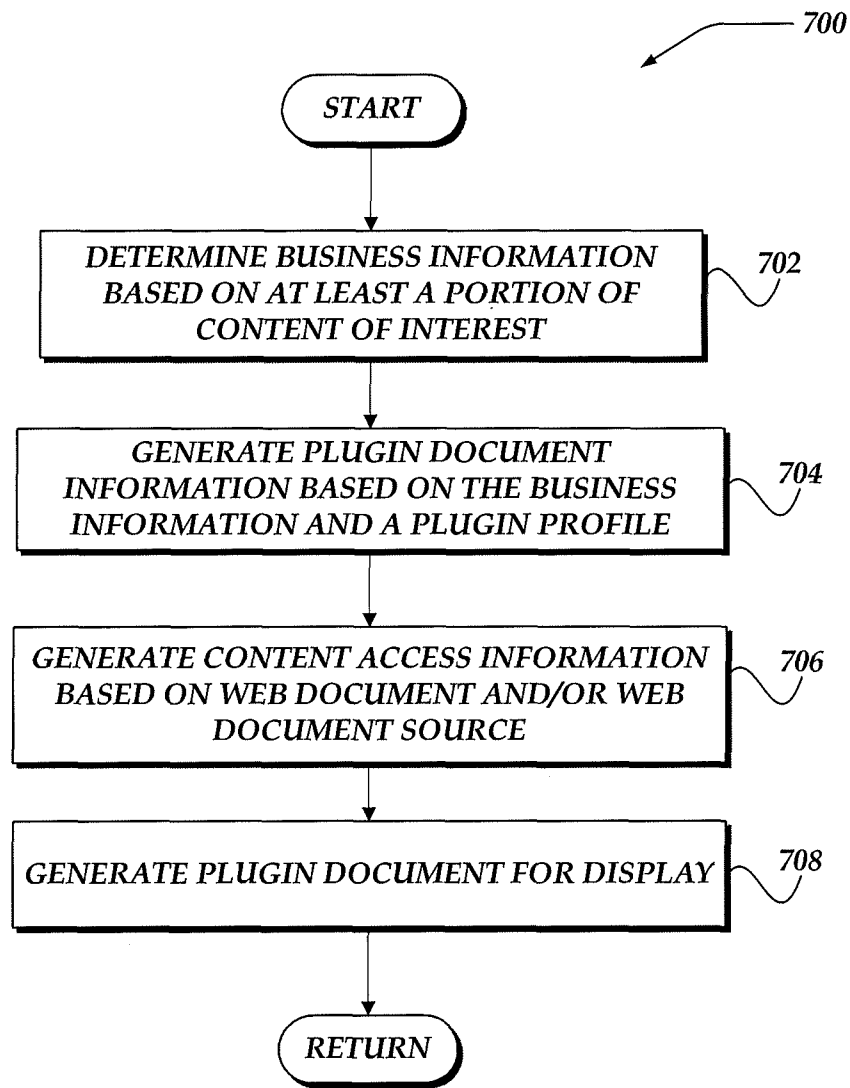 700
START
DETERMINE BUSINESS INFORMATION
BASED ON AT LEAST A PORTION OF
CONTENT OF INTEREST
702
GENERATE PLUGIN DOCUMENT
INFORMATION BASED ON THE BUSINESS
INFORMATION AND A PLUGIN PROFILE
704
GENERATE CONTENT ACCESS INFORMATION
BASED ON WEB DOCUMENT AND/OR WEB
DOCUMENT SOURCE
706
GENERATE PLUGIN DOCUMENT FOR DISPLAY
708
RETURN